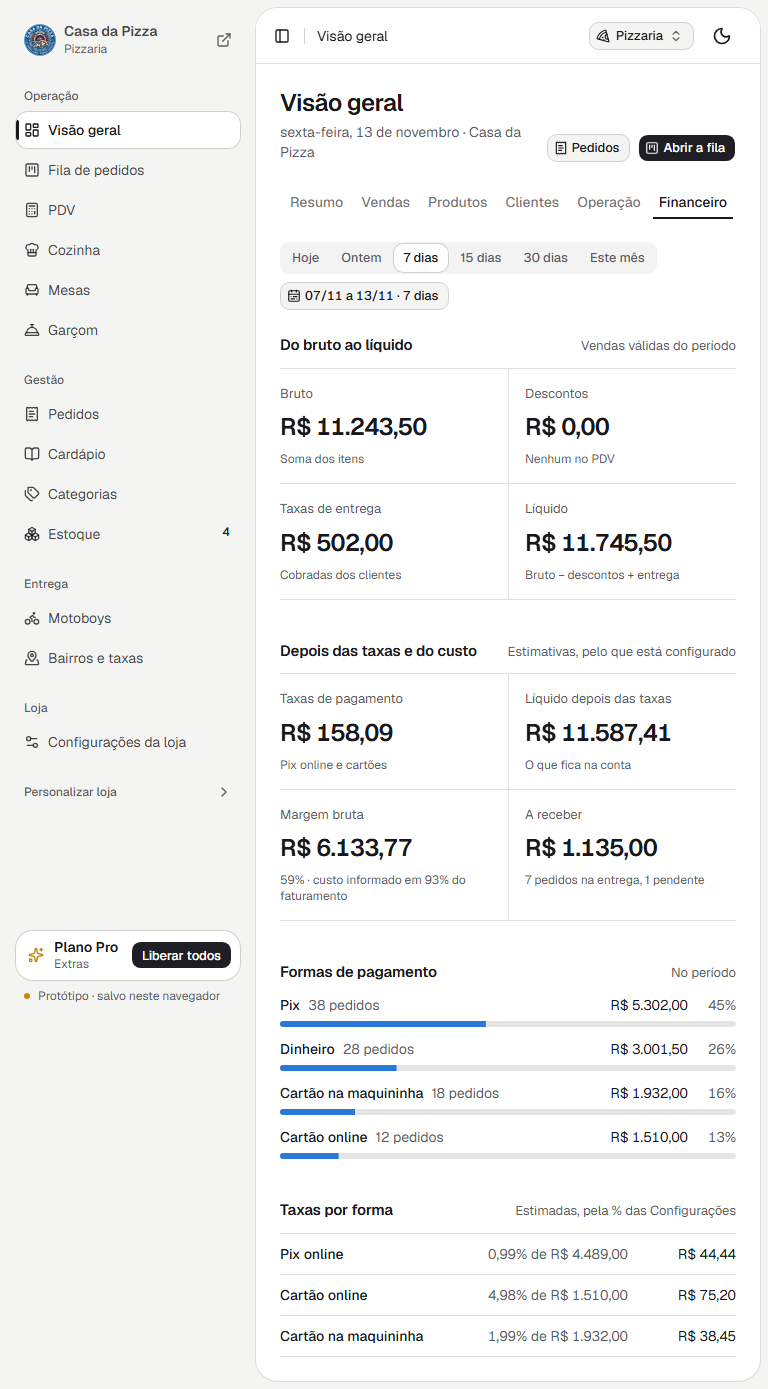 Casa da Pizza
Pizzaria
Operação
Visão geral
Fila de pedidos
PDV
Cozinha
Mesas
Garçom
Gestão
Pedidos
Cardápio
Categorias
Estoque 4
Entrega
Motoboys
Bairros e taxas
Loja
Configurações da loja
Personalizar loja
Plano Pro
Extras
Liberar todos
Protótipo · salvo neste navegador
Visão geral
Pizzaria
Visão geral
sexta-feira, 13 de novembro · Casa da
Pizza
Pedidos
Abrir a fila
Resumo Vendas Produtos Clientes Operação Financeiro
Hoje Ontem 7 dias 15 dias 30 dias Este mês
07/11 a 13/11 · 7 dias
Do bruto ao líquido Vendas válidas do período
Bruto
R$ 11.243,50
Soma dos itens
Descontos
R$ 0,00
Nenhum no PDV
Taxas de entrega
R$ 502,00
Cobradas dos clientes
Líquido
R$ 11.745,50
Bruto − descontos + entrega
Depois das taxas e do custo Estimativas, pelo que está configurado
Taxas de pagamento
R$ 158,09
Pix online e cartões
Líquido depois das taxas
R$ 11.587,41
O que fica na conta
Margem bruta
R$ 6.133,77
59% · custo informado em 93% do
faturamento
A receber
R$ 1.135,00
7 pedidos na entrega, 1 pendente
Formas de pagamento No período
Pix 38 pedidos R$ 5.302,00 45%
Dinheiro 28 pedidos R$ 3.001,50 26%
Cartão na maquininha 18 pedidos R$ 1.932,00 16%
Cartão online 12 pedidos R$ 1.510,00 13%
Taxas por forma Estimadas, pela % das Configurações
Pix online 0,99% de R$ 4.489,00 R$ 44,44
Cartão online 4,98% de R$ 1.510,00 R$ 75,20
Cartão na maquininha 1,99% de R$ 1.932,00 R$ 38,45